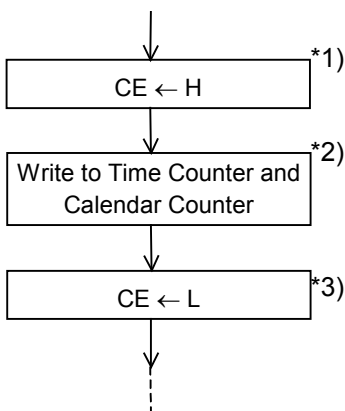 *1)
CE ← H
*2)
Write to Time Counter and
Calendar Counter
*3)
CE ← L